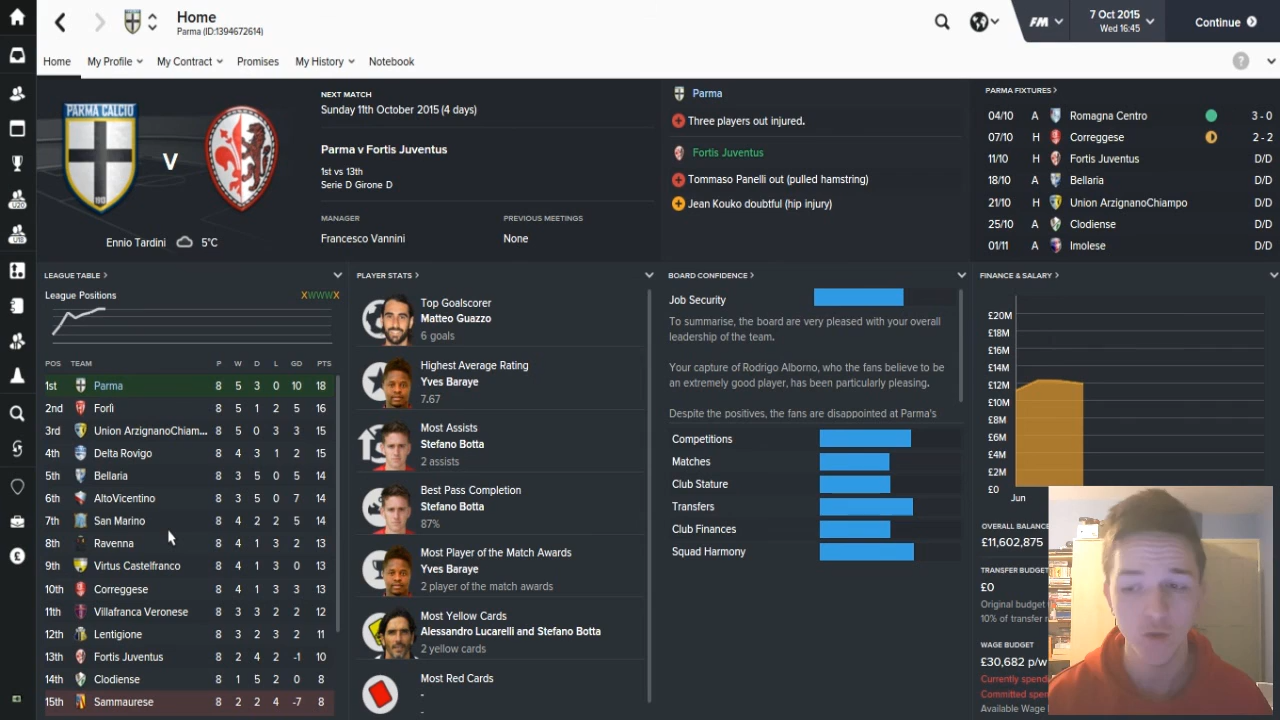 Home
Parma (ID:1394672614)
FM
7 Oct 2015
Wed 16:45
Continue
Home
My Profile
My Contract
Promises
My History
Notebook
?
PARMA CALCIO
V
Ennio Tardini
5°C
NEXT MATCH
Sunday 11th October 2015 (4 days)
Parma v Fortis Juventus
1st vs 13th
Serie D Girone D
MANAGER
PREVIOUS MEETINGS
Francesco Vannini
None
Parma
Three players out injured.
Fortis Juventus
Tommaso Panelli out (pulled hamstring)
Jean Kouko doubtful (hip injury)
PARMA FIXTURES
04/10 A Romagna Centro 3 - 0
07/10 H Correggese 2 - 2
11/10 H Fortis Juventus D/D
18/10 A Bellaria D/D
21/10 H Union ArzignanoChiampo D/D
25/10 A Clodiense D/D
01/11 A Imolese D/D
LEAGUE TABLE
League Positions XWWWX
POS TEAM P W D L GD PTS
1st Parma 8 5 3 0 10 18
2nd Forlì 8 5 1 2 5 16
3rd Union ArzignanoChiam... 8 5 0 3 3 15
4th Delta Rovigo 8 4 3 1 2 15
5th Bellaria 8 3 5 0 5 14
6th AltoVicentino 8 3 5 0 7 14
7th San Marino 8 4 2 2 5 14
8th Ravenna 8 4 1 3 2 13
9th Virtus Castelfranco 8 4 1 3 0 13
10th Correggese 8 4 1 3 3 13
11th Villafranca Veronese 8 3 3 2 2 12
12th Lentigione 8 3 2 3 2 11
13th Fortis Juventus 8 2 4 2 -1 10
14th Clodiense 8 1 5 2 0 8
15th Sammaurese 8 2 2 4 -7 8
PLAYER STATS
Top Goalscorer
Matteo Guazzo
6 goals
Highest Average Rating
Yves Baraye
7.67
Most Assists
Stefano Botta
2 assists
Best Pass Completion
Stefano Botta
87%
Most Player of the Match Awards
Yves Baraye
2 player of the match awards
Most Yellow Cards
Alessandro Lucarelli and Stefano Botta
2 yellow cards
Most Red Cards
-
-
BOARD CONFIDENCE
Job Security
To summarise, the board are very pleased with your overall
leadership of the team.
Your capture of Rodrigo Alborno, who the fans believe to be
an extremely good player, has been particularly pleasing.
Despite the positives, the fans are disappointed at Parma's
Competitions
Matches
Club Stature
Transfers
Club Finances
Squad Harmony
FINANCE & SALARY
£20M
£18M
£16M
£14M
£12M
£10M
£8M
£6M
£4M
£2M
£0
Jun
OVERALL BALANCE
£11,602,875
TRANSFER BUDGET
£0
Original budget
10% of transfer
WAGE BUDGET
£30,682 p/w
Currently
Committed
Available Wage